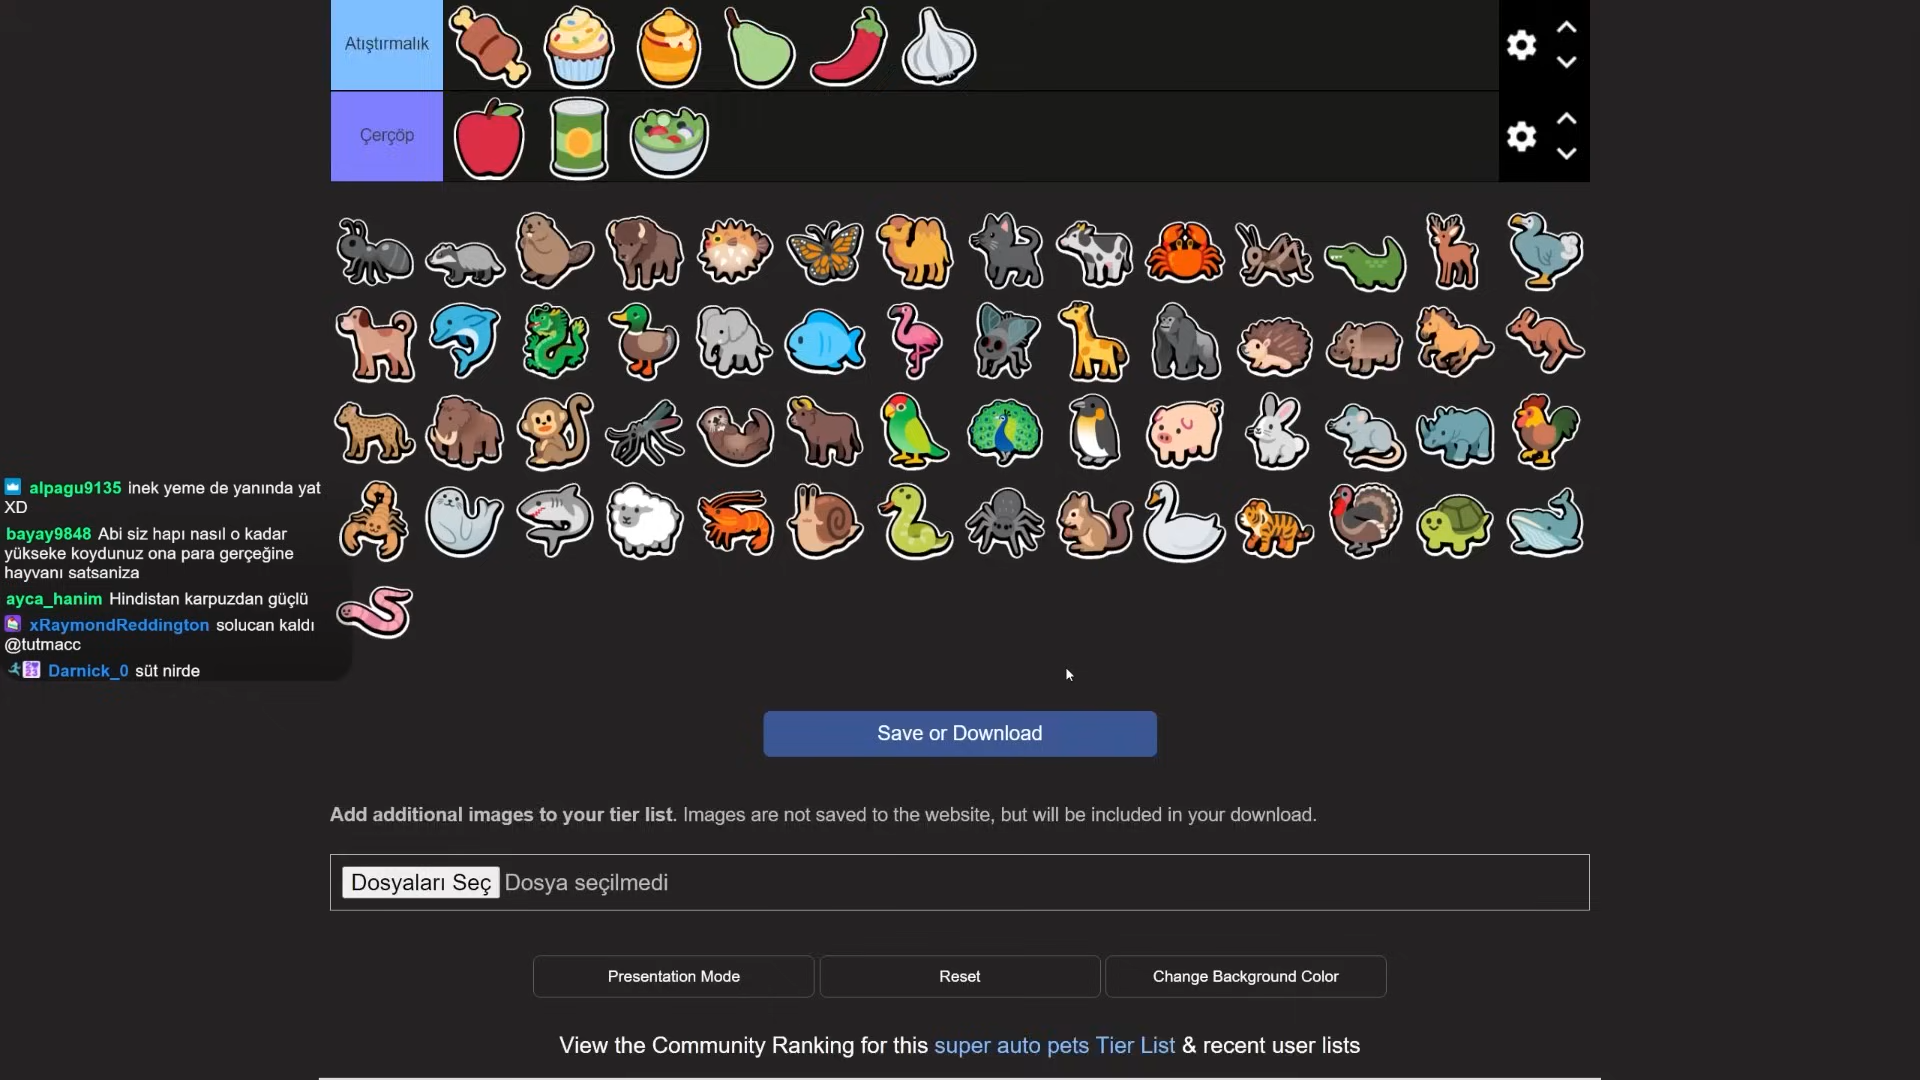 Atıştırmalık
Çerçöp
alpagu9135 inek yeme de yanında yat
XD
bayay9848 Abi siz hapı nasıl o kadar
yükseke koydunuz ona para gerçeğine
hayvanı satsaniza
ayca_hanim Hindistan karpuzdan güçlü
xRaymondReddington solucan kaldı
@tutmacc
Darnick_0 süt nirde
Save or Download
Add additional images to your tier list. Images are not saved to the website, but will be included in your download.
Dosyaları Seç Dosya seçilmedi
Presentation Mode
Reset
Change Background Color
View the Community Ranking for this super auto pets Tier List & recent user lists